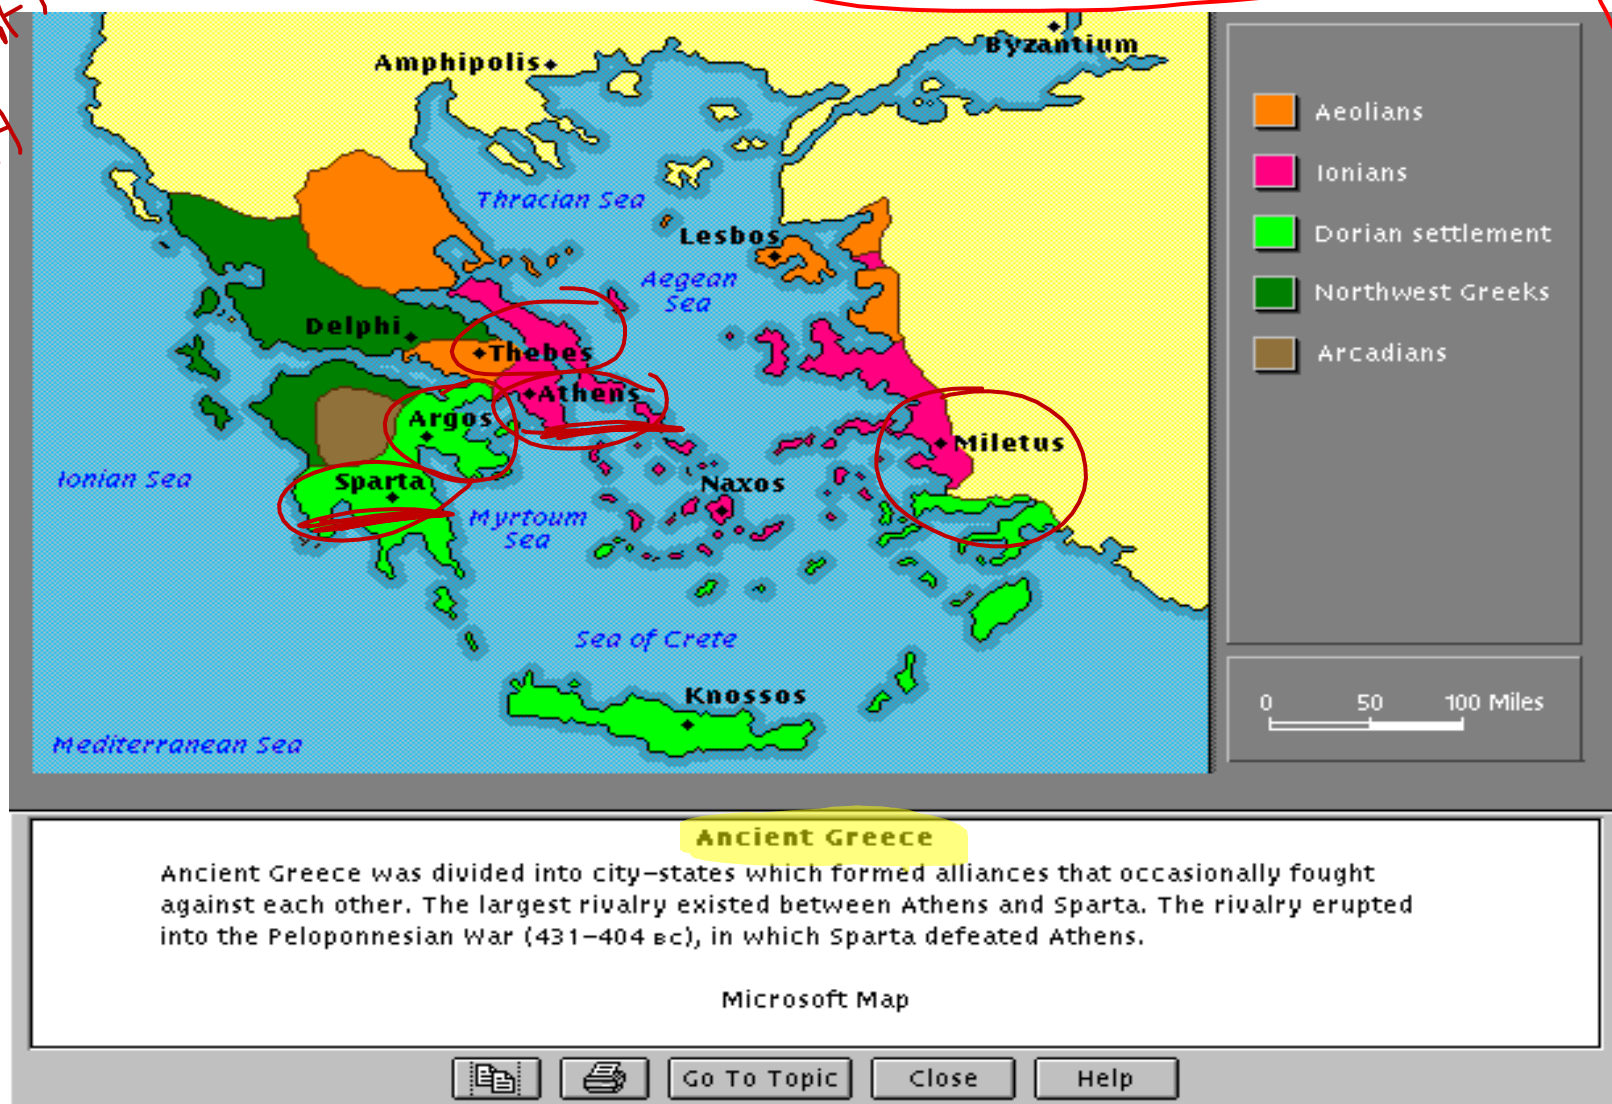 Byzantium
Amphipolis
Aeolians
Ionians
Thracian Sea
Lesbos
Dorian settlement
Aegean
Sea
Northwest Greeks
Delphi
Thebes
Arcadians
Athens
Argos
Miletus
Ionian Sea
Sparta
Naxos
Myrtoum
Sea
Sea of Crete
Knossos
0 50 100 Miles
Mediterranean Sea
Ancient Greece
Ancient Greece was divided into city-states which formed alliances that occasionally fought
against each other. The largest rivalry existed between Athens and Sparta. The rivalry erupted
into the Peloponnesian War (431-404 BC), in which Sparta defeated Athens.
Microsoft Map
Go To Topic
Close
Help